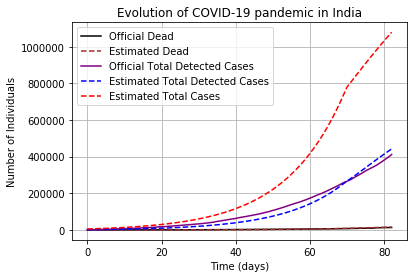 Evolution of COVID-19 pandemic in India
Official Dead
Estimated Dead
Official Total Detected Cases
Estimated Total Detected Cases
Estimated Total Cases
Number of Individuals
1000000
800000
600000
400000
200000
0
0 20 40 60 80
Time (days)